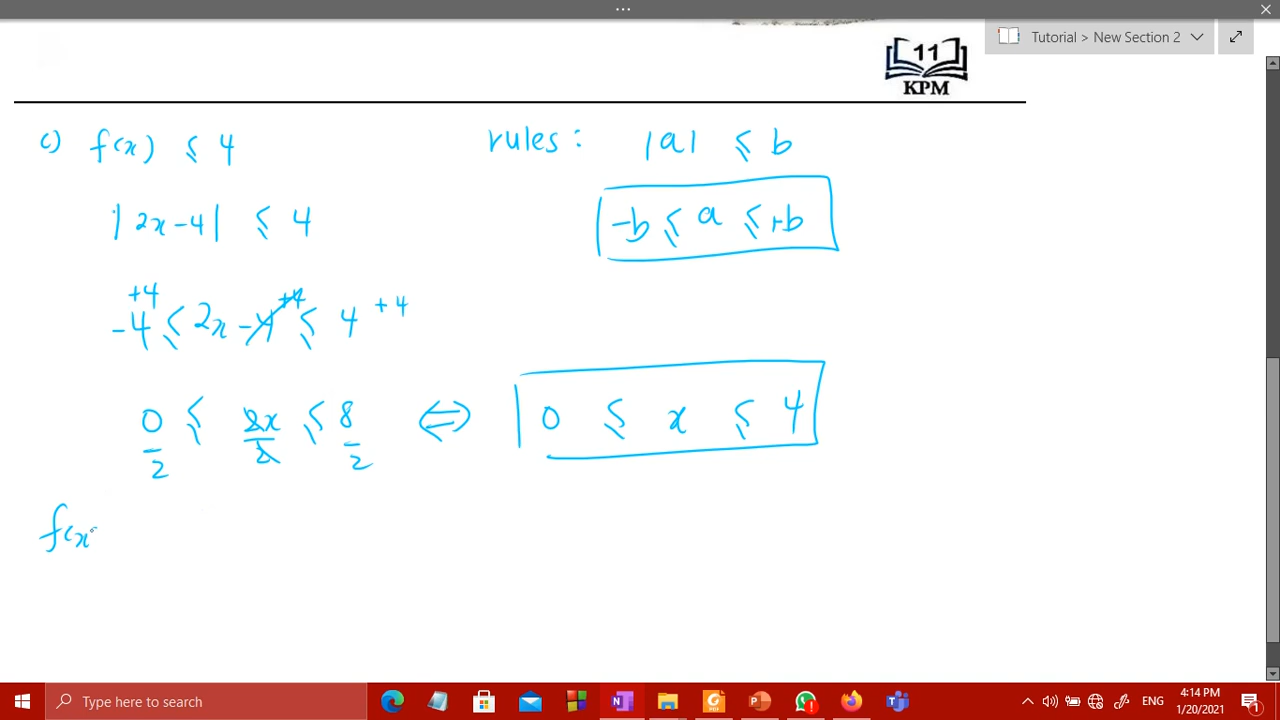 Tutorial > New Section 2
11
KPM
c) f(x) ≤ 4
rules: |a| ≤ b
|2x-4| ≤ 4
-b ≤ a ≤ +b
+4 +4 +4
-4 ≤ 2x - 4 ≤ 4
0/2 ≤ 2x/2 ≤ 8/2 ⇔ 0 ≤ x ≤ 4
f(x
Type here to search
ENG
4:14 PM
1/20/2021
1